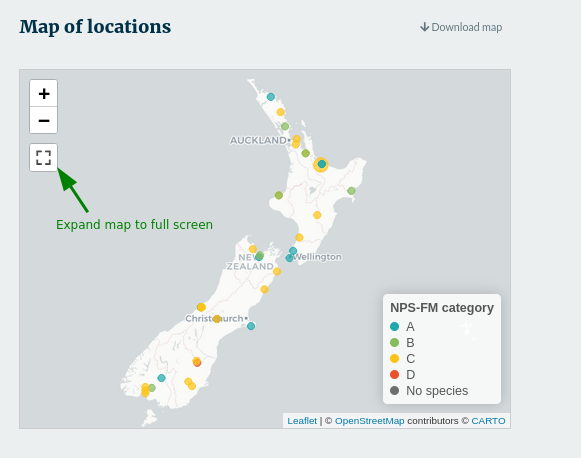 Map of locations
Download map
+
−
AUCKLAND
Expand map to full screen
NEW
ZEALAND
Wellington
Christchurch
NPS-FM category
A
B
C
D
No species
Leaflet | © OpenStreetMap contributors © CARTO